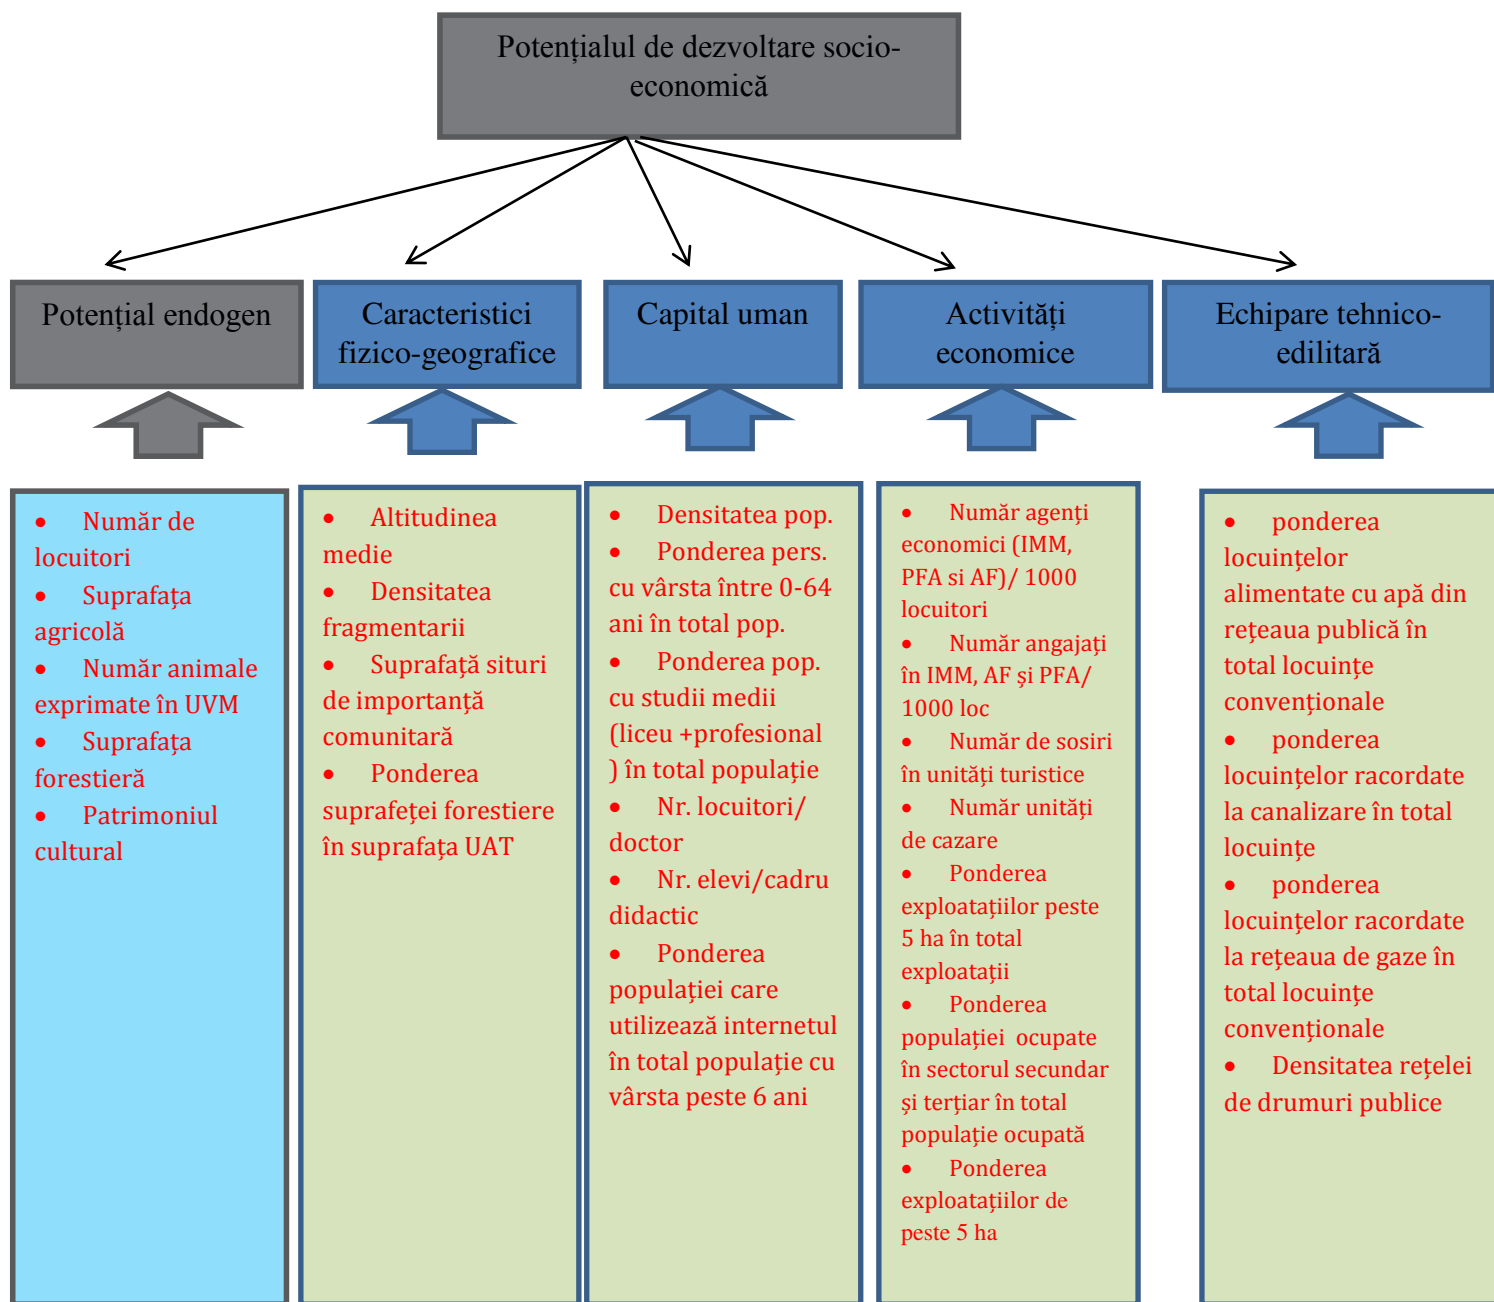 Potențialul de dezvoltare socio-
economică
Potențial endogen
Caracteristici
fizico-geografice
Capital uman
Activități
economice
Echipare tehnico-
edilitară
• Număr de
locuitori
• Suprafața
agricolă
• Număr animale
exprimate în UVM
• Suprafața
forestieră
• Patrimoniul
cultural
• Altitudinea
medie
• Densitatea
fragmentarii
• Suprafață situri
de importanță
comunitară
• Ponderea
suprafeței forestiere
în suprafața UAT
• Densitatea pop.
• Ponderea pers.
cu vârsta între 0-64
ani în total pop.
• Ponderea pop.
cu studii medii
(liceu +profesional
) în total populație
• Nr. locuitori/
doctor
• Nr. elevi/cadru
didactic
• Ponderea
populației care
utilizează internetul
în total populație cu
vârsta peste 6 ani
• Număr agenți
economici (IMM,
PFA si AF)/ 1000
locuitori
• Număr angajați
în IMM, AF și PFA/
1000 loc
• Număr de sosiri
în unități turistice
• Număr unități
de cazare
• Ponderea
exploatațiilor peste
5 ha în total
exploatații
• Ponderea
populației ocupate
în sectorul secundar
și terțiar în total
populație ocupată
• Ponderea
exploatațiilor de
peste 5 ha
• ponderea
locuințelor
alimentate cu apă din
rețeaua publică în
total locuințe
convenționale
• ponderea
locuințelor racordate
la canalizare în total
locuințe
• ponderea
locuințelor racordate
la rețeaua de gaze în
total locuințe
convenționale
• Densitatea rețelei
de drumuri publice